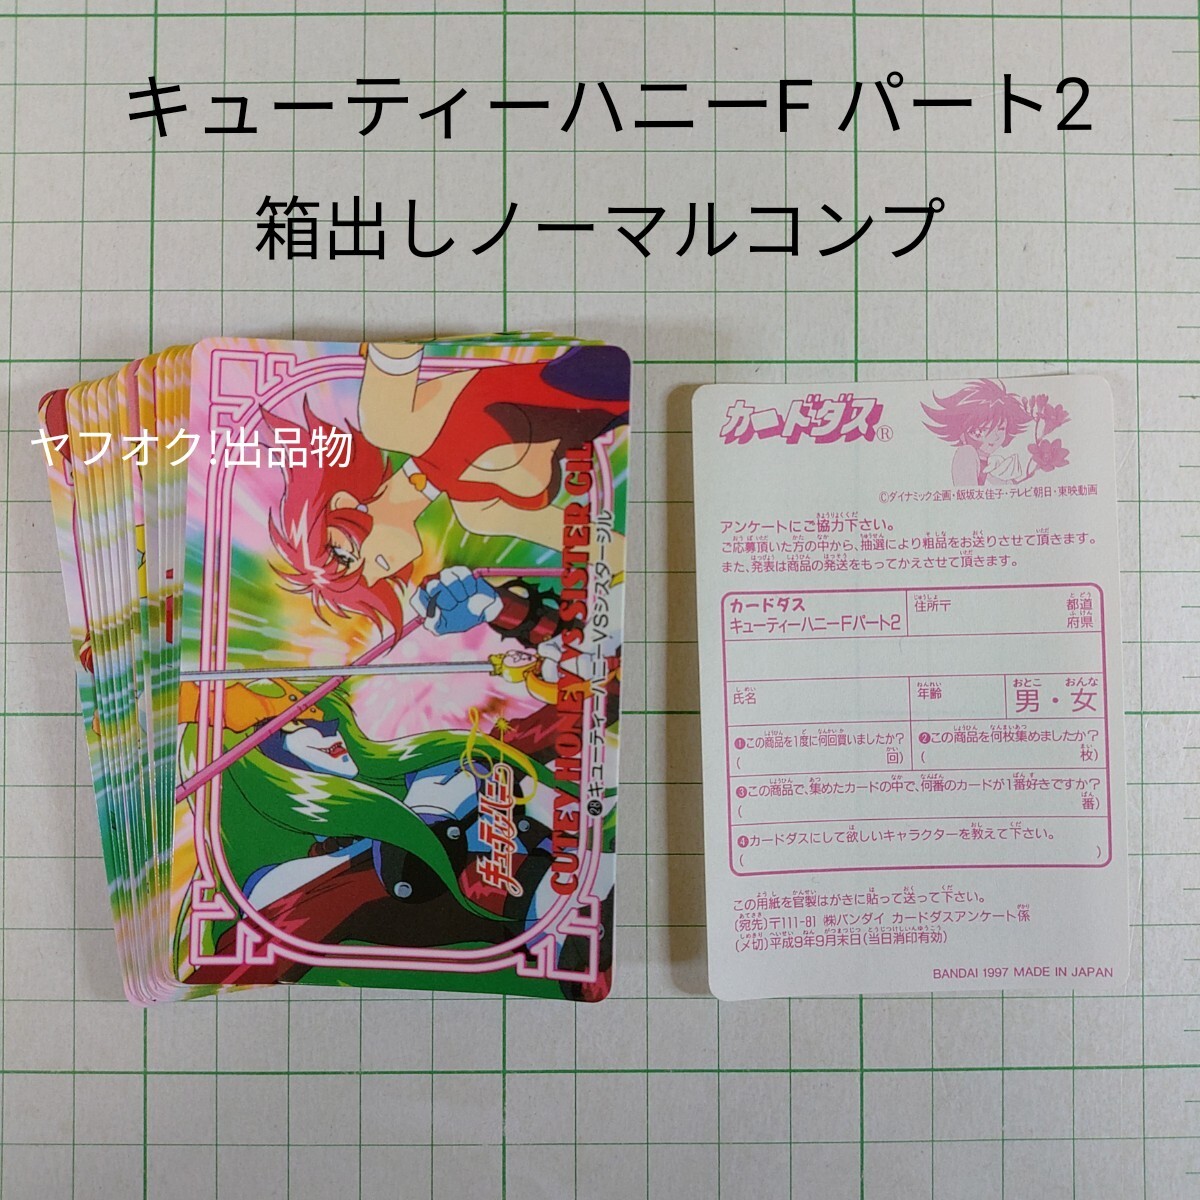 キューティーハニーF パート2
箱出しノーマルコンプ
ヤフオク!出品物
CUTEY HONEY VS SISTER GIL
㉘キューティーハニーVSシスタージル
キューティーハニーF
カードダス®
©ダイナミック企画・飯坂友佳子・テレビ朝日・東映動画
アンケートにご協力下さい。
ご応募頂いた方の中から、抽選により粗品をお送りさせて頂きます。
また、発表は商品の発送をもってかえさせて頂きます。
カードダス
キューティーハニーFパート2
住所〒
都道
府県
氏名
年齢
男・女
❶この商品を1度に何回買いましたか?
( 回)
❷この商品を何枚集めましたか?
( 枚)
❸この商品で、集めたカードの中で、何番のカードが1番好きですか?
( 番)
❹カードダスにして欲しいキャラクターを教えて下さい。
( )
この用紙を官製はがきに貼って送って下さい。
(宛先)〒111-81 ㈱バンダイ カードダスアンケート係
(〆切)平成9年9月末日(当日消印有効)
BANDAI 1997 MADE IN JAPAN